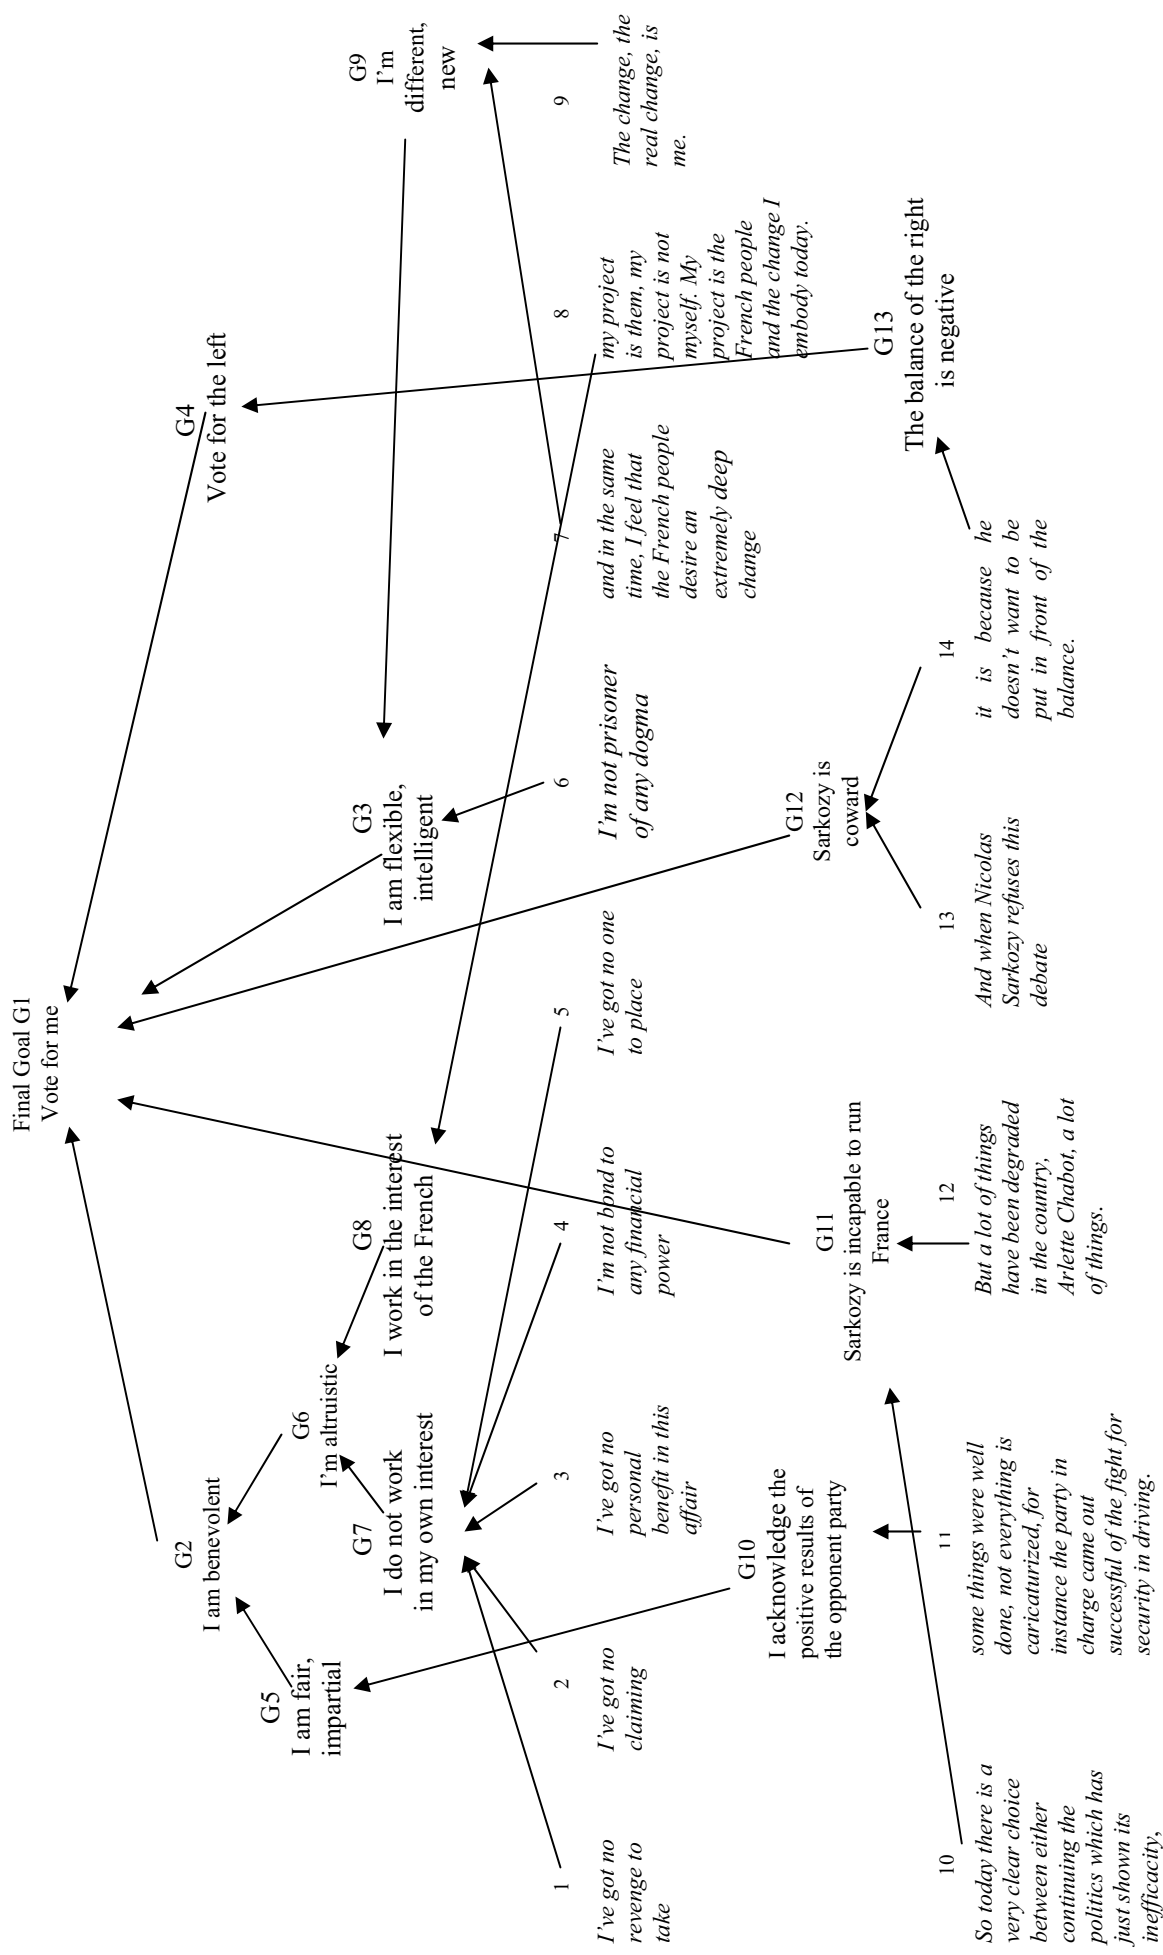 Final Goal G1
Vote for me
G4
Vote for the left
G2
I am benevolent
G5
I am fair,
impartial
G6
I'm altruistic
G7
I do not work
in my own interest
G8
I work in the interest
of the French
G3
I am flexible,
intelligent
G9
I'm
different,
new
1
I've got no
revenge to
take
2
I've got no
claiming
3
I've got no
personal
benefit in this
affair
4
I'm not bond to
any financial
power
5
I've got no one
to place
6
I'm not prisoner
of any dogma
7
and in the same
time, I feel that
the French people
desire an
extremely deep
change
8
my project
is them, my
project is not
myself. My
project is the
French people
and the change I
embody today.
9
The change, the
real change, is
me.
G10
I acknowledge the
positive results of
the opponent party
G11
Sarkozy is incapable to run
France
G12
Sarkozy is
coward
G13
The balance of the right
is negative
10
So today there is a
very clear choice
between either
continuing the
politics which has
just shown its
inefficacity,
11
some things were well
done, not everything is
caricaturized, for
instance the party in
charge came out
successful of the fight for
security in driving.
12
But a lot of things
have been degraded
in the country,
Arlette Chabot, a lot
of things.
13
And when Nicolas
Sarkozy refuses this
debate
14
it is because he
doesn't want to be
put in front of the
balance.